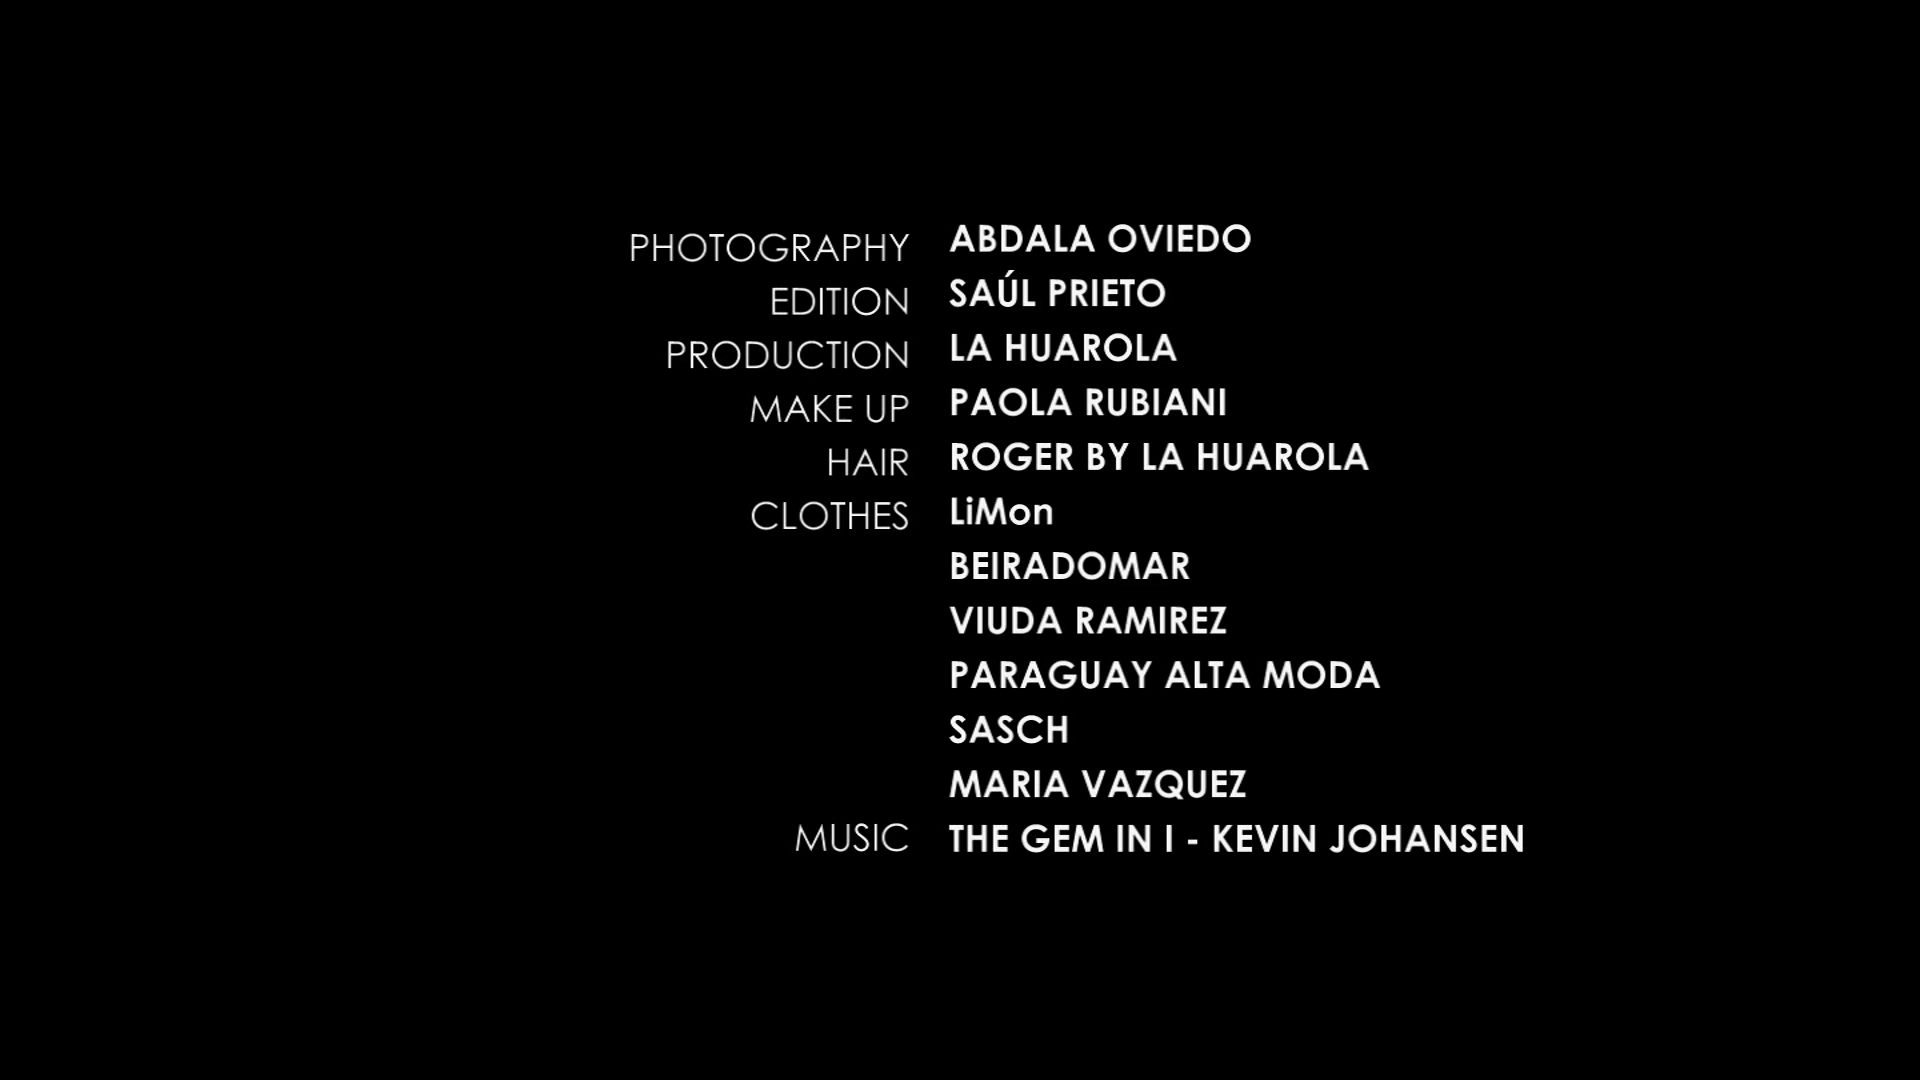 PHOTOGRAPHY ABDALA OVIEDO
EDITION SAÚL PRIETO
PRODUCTION LA HUAROLA
MAKE UP PAOLA RUBIANI
HAIR ROGER BY LA HUAROLA
CLOTHES LiMon
BEIRADOMAR
VIUDA RAMIREZ
PARAGUAY ALTA MODA
SASCH
MARIA VAZQUEZ
MUSIC THE GEM IN I - KEVIN JOHANSEN